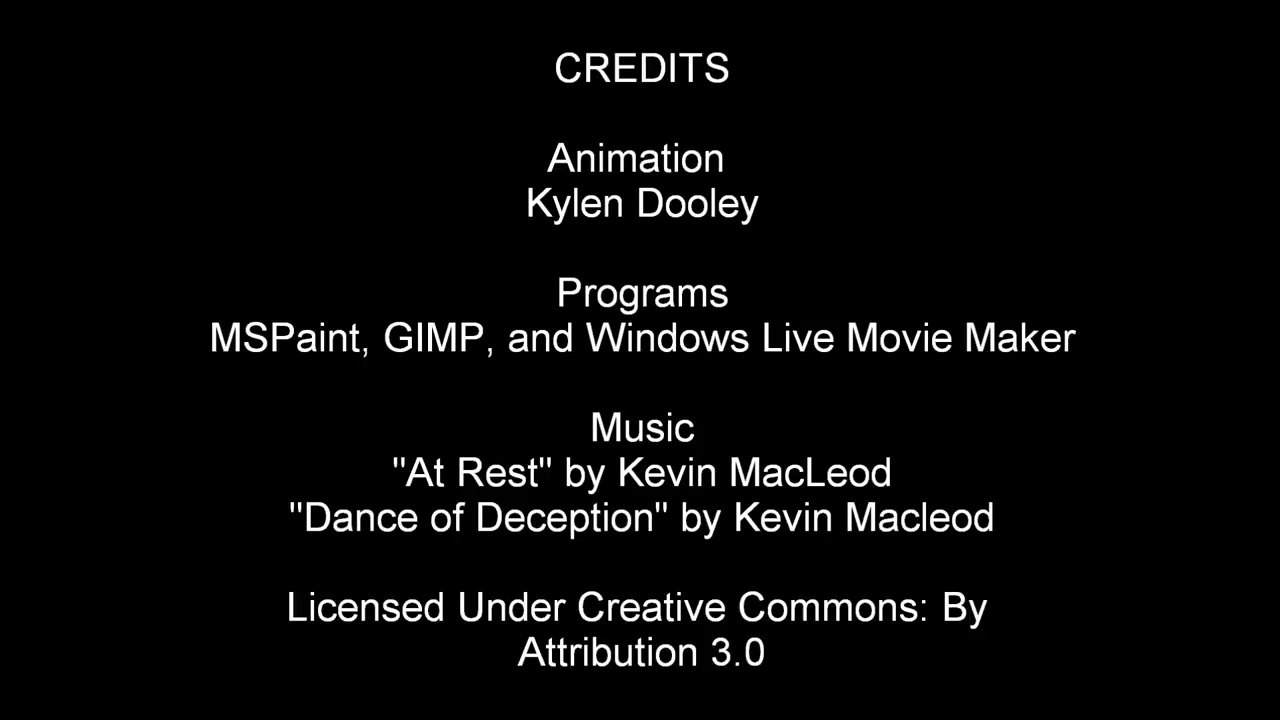 CREDITS
Animation
Kylen Dooley
Programs
MSPaint, GIMP, and Windows Live Movie Maker
Music
"At Rest" by Kevin MacLeod
"Dance of Deception" by Kevin Macleod
Licensed Under Creative Commons: By
Attribution 3.0